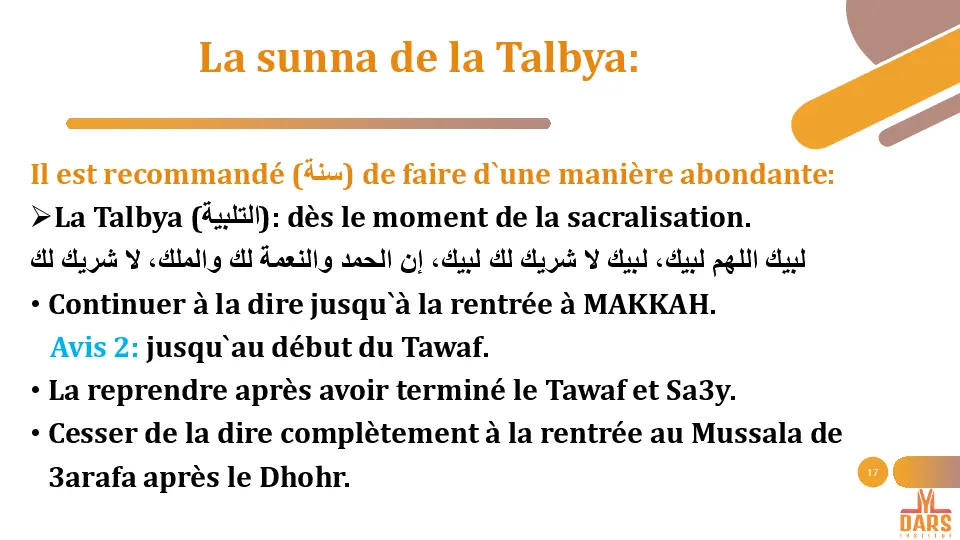 La sunna de la Talbya:
Il est recommandé (سنة) de faire d`une manière abondante:
➢La Talbya (التلبية): dès le moment de la sacralisation.
لبيك اللهم لبيك، لبيك لا شريك لك لبيك، إن الحمد والنعمة لك والملك، لا شريك لك
• Continuer à la dire jusqu`à la rentrée à MAKKAH.
Avis 2: jusqu`au début du Tawaf.
• La reprendre après avoir terminé le Tawaf et Sa3y.
• Cesser de la dire complètement à la rentrée au Mussala de
3arafa après le Dhohr.
17
DARS
INSTITUT